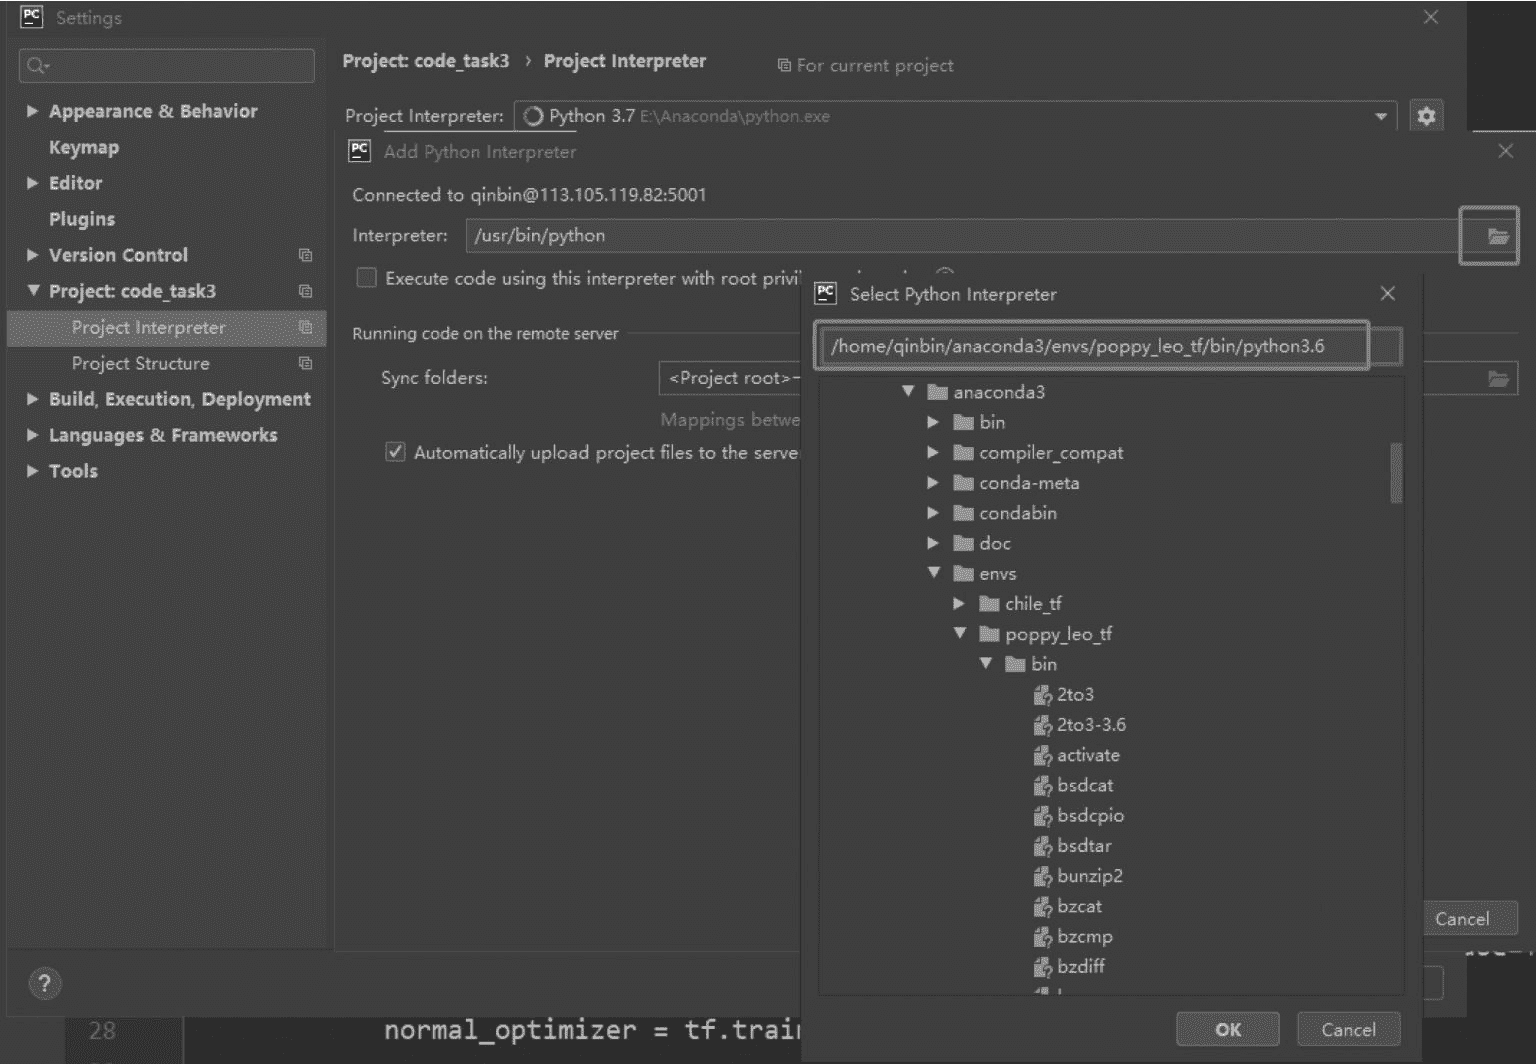 PC Settings
Project: code_task3 › Project Interpreter For current project
Appearance & Behavior
Keymap
Editor
Plugins
Version Control
Project: code_task3
Project Interpreter
Project Structure
Build, Execution, Deployment
Languages & Frameworks
Tools
Project Interpreter: Python 3.7 E:\Anaconda\python.exe
PC Add Python Interpreter
Connected to qinbin@113.105.119.82:5001
Interpreter: /usr/bin/python
Execute code using this interpreter with root
Running code on the remote server
Sync folders: <Project root>
Mappings
Automatically upload project files to the
Cancel
PC Select Python Interpreter
/home/qinbin/anaconda3/envs/poppy_leo_tf/bin/python3.6
anaconda3
bin
compiler_compat
conda-meta
condabin
doc
envs
chile_tf
poppy_leo_tf
bin
2to3
2to3-3.6
activate
bsdcat
bsdcpio
bsdtar
bunzip2
bzcat
bzcmp
bzdiff
OK Cancel
?
28 normal_optimizer = tf.train